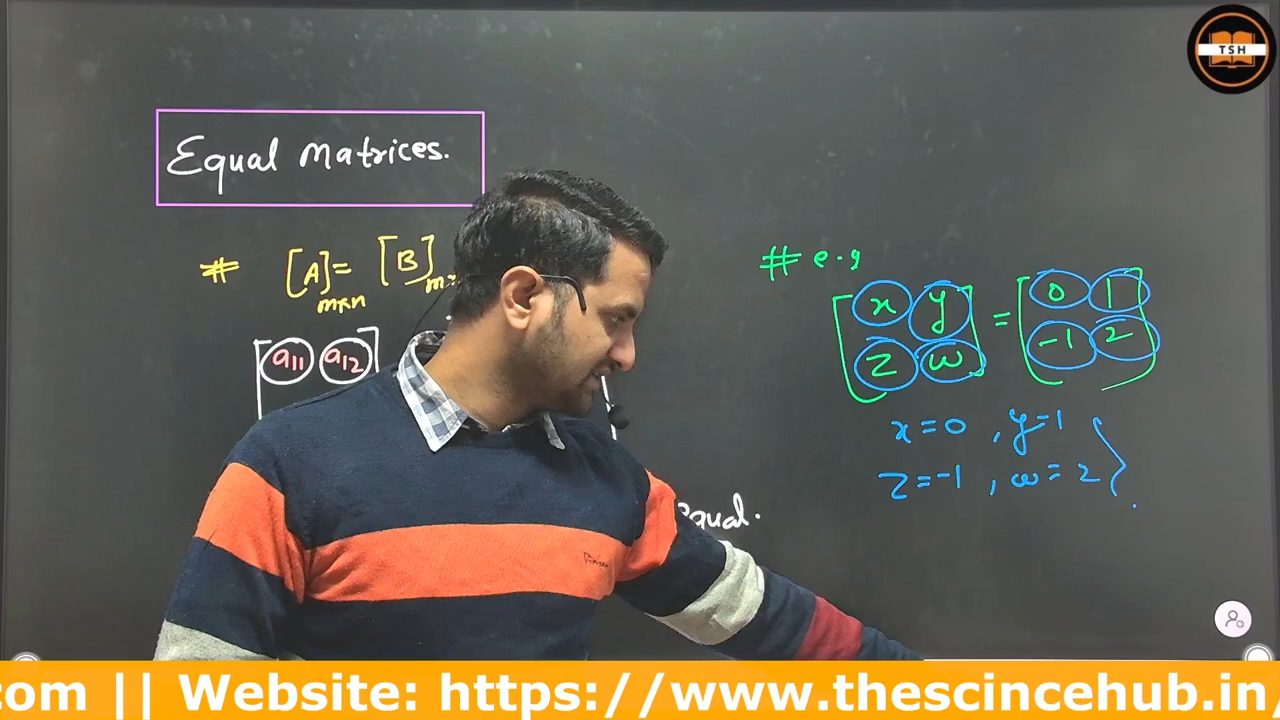 TSH
Equal Matrices.
# [A]m×n = [B]m
a11 a12
equal.
# e.g
[x y] = [0 1]
[z w] [-1 2]
x=0 , y=1
z=-1 , w=2 }
com || Website: https://www.thescincehub.in/